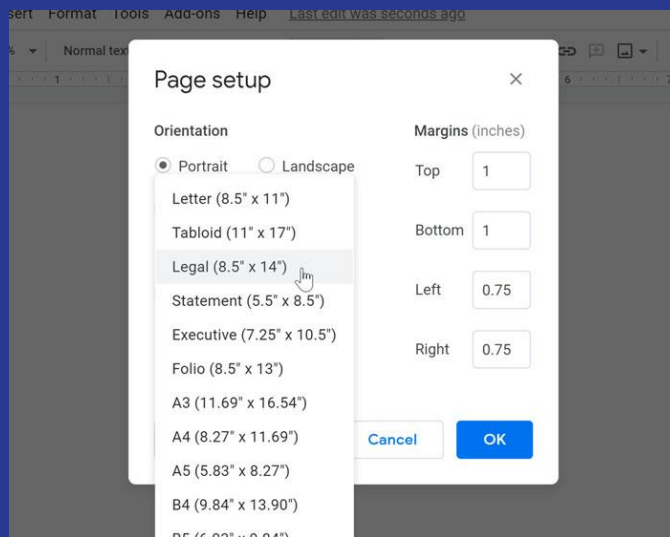 sert Format Tools Add-ons Help Last edit was seconds ago
% Normal text
1 6
Page setup
Orientation
Margins (inches)
Portrait Landscape
Top 1
Letter (8.5" x 11")
Tabloid (11" x 17")
Bottom 1
Legal (8.5" x 14")
Left 0.75
Statement (5.5" x 8.5")
Executive (7.25" x 10.5")
Right 0.75
Folio (8.5" x 13")
A3 (11.69" x 16.54")
A4 (8.27" x 11.69")
Cancel OK
A5 (5.83" x 8.27")
B4 (9.84" x 13.90")